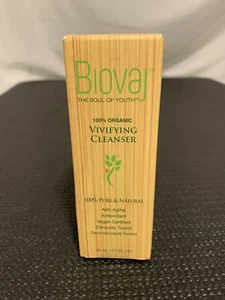 Biovaj
THE SOUL OF YOUTH™
100% ORGANIC
VIVIFYING
CLEANSER
100% PURE & NATURAL
Anti Aging
Antioxidant
Vegan Certified
Clinically Tested
Dermatologist Tested